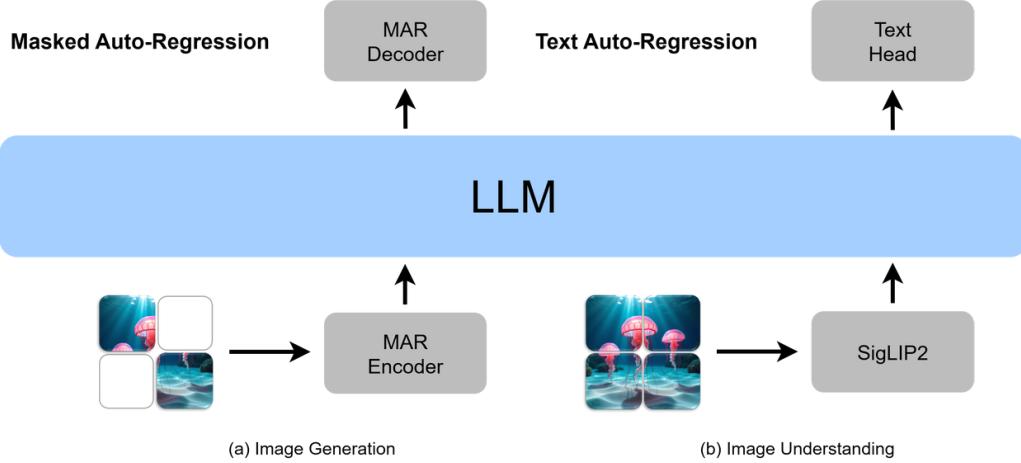 Masked Auto-Regression
MAR
Decoder
Text Auto-Regression
Text
Head
LLM
MAR
Encoder
SigLIP2
(a) Image Generation
(b) Image Understanding